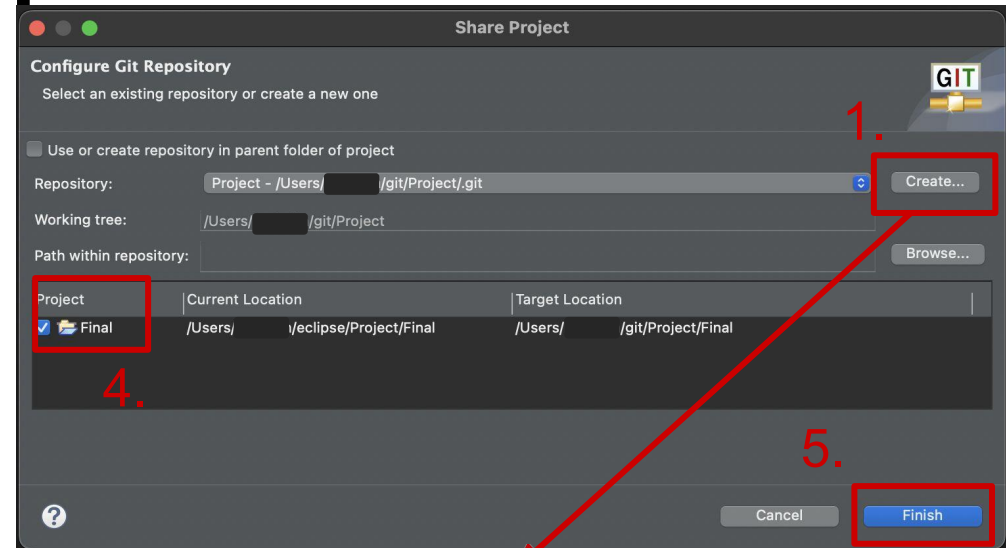 Share Project
Configure Git Repository
Select an existing repository or create a new one
GIT
1.
Use or create repository in parent folder of project
Repository: Project - /Users/ /git/Project/.git Create...
Working tree: /Users/ /git/Project
Path within repository: Browse...
Project Current Location Target Location
Final /Users/ /eclipse/Project/Final /Users/ /git/Project/Final
4.
5.
? Cancel Finish